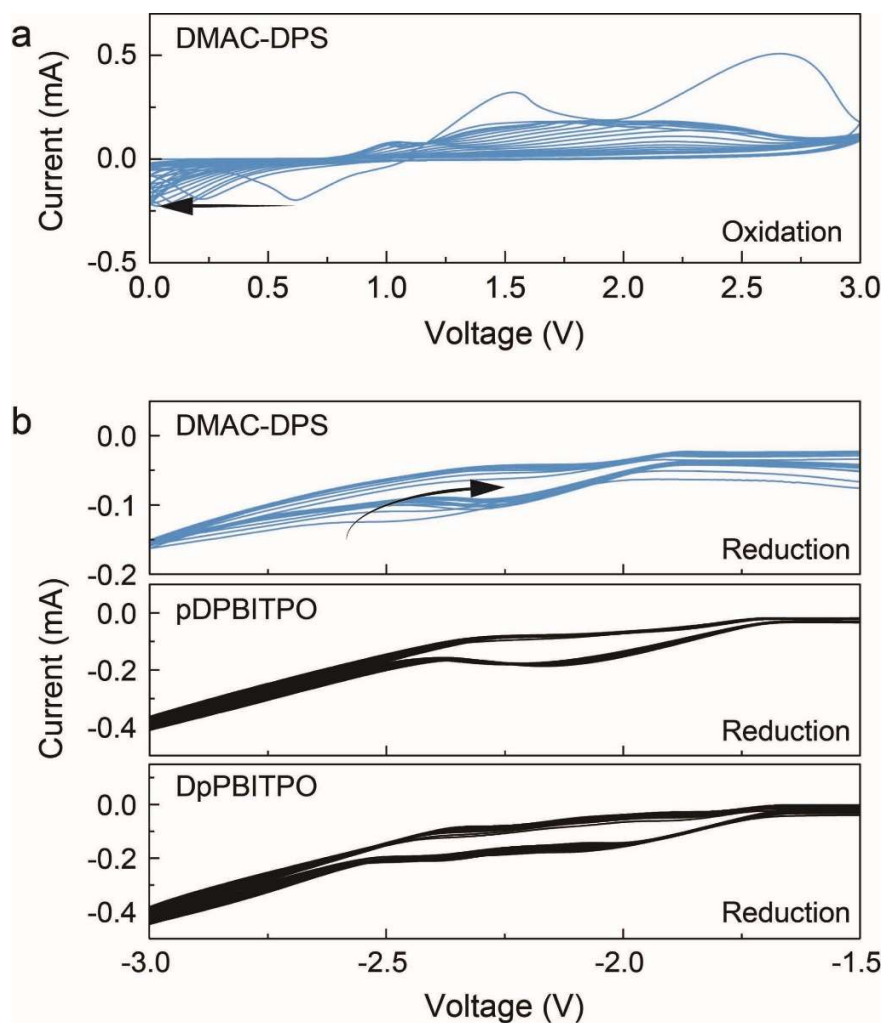 a
DMAC-DPS
Current (mA)
0.5
0.0
-0.5
Oxidation
0.0 0.5 1.0 1.5 2.0 2.5 3.0
Voltage (V)
b
DMAC-DPS
0.0
-0.1
-0.2
Reduction
pDPBITPO
0.0
-0.2
-0.4
Reduction
Current (mA)
DpPBITPO
0.0
-0.2
-0.4
Reduction
-3.0 -2.5 -2.0 -1.5
Voltage (V)